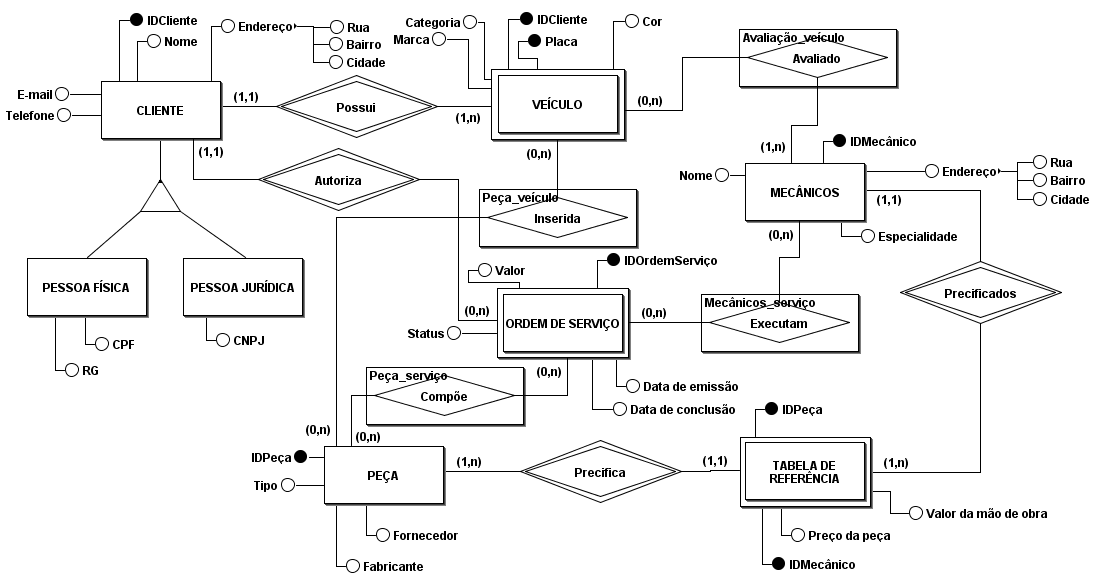 IDCliente
Nome
Endereço
Rua
Bairro
Cidade
E-mail
Telefone
CLIENTE
(1,1)
(1,1)
Possui
(1,n)
Categoria
Marca
IDCliente
Placa
Cor
VEÍCULO
(0,n)
(0,n)
Avaliação_veículo
Avaliado
(1,n)
IDMecânico
Nome
MECÂNICOS
Endereço
Rua
Bairro
Cidade
(1,1)
Especialidade
(0,n)
Autoriza
Peça_veículo
Inserida
PESSOA FÍSICA
CPF
RG
PESSOA JURÍDICA
CNPJ
Valor
IDOrdemServiço
(0,n)
ORDEM DE SERVIÇO
(0,n)
Status
(0,n)
Data de emissão
Data de conclusão
Mecânicos_serviço
Executam
Precificados
Peça_serviço
Compõe
(0,n)
(0,n)
IDPeça
Tipo
PEÇA
(1,n)
Fornecedor
Fabricante
Precifica
(1,1)
IDPeça
TABELA DE
REFERÊNCIA
(1,n)
Valor da mão de obra
Preço da peça
IDMecânico